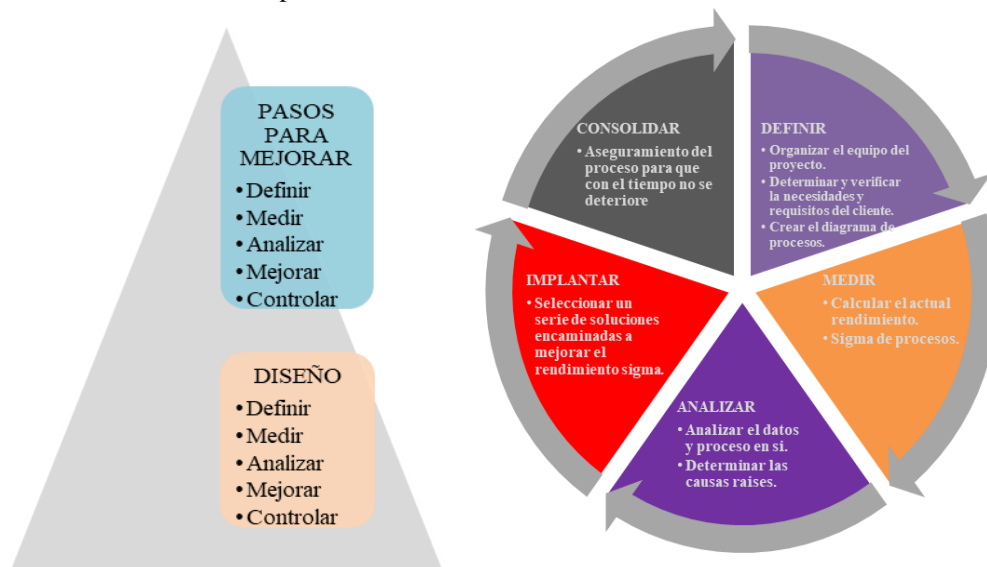 PASOS
PARA
MEJORAR
• Definir
• Medir
• Analizar
• Mejorar
• Controlar
DISEÑO
• Definir
• Medir
• Analizar
• Mejorar
• Controlar
CONSOLIDAR
• Aseguramiento del
proceso para que
con el tiempo no se
deteriore
DEFINIR
• Organizar el equipo del
proyecto.
• Determinar y verificar
la necesidades y
requisitos del cliente.
• Crear el diagrama de
procesos.
IMPLANTAR
• Seleccionar un
serie de soluciones
encaminadas a
mejorar el
rendimiento sigma.
MEDIR
• Calcular el actual
rendimiento.
• Sigma de procesos.
ANALIZAR
• Analizar el datos
y proceso en si.
• Determinar las
causas raises.